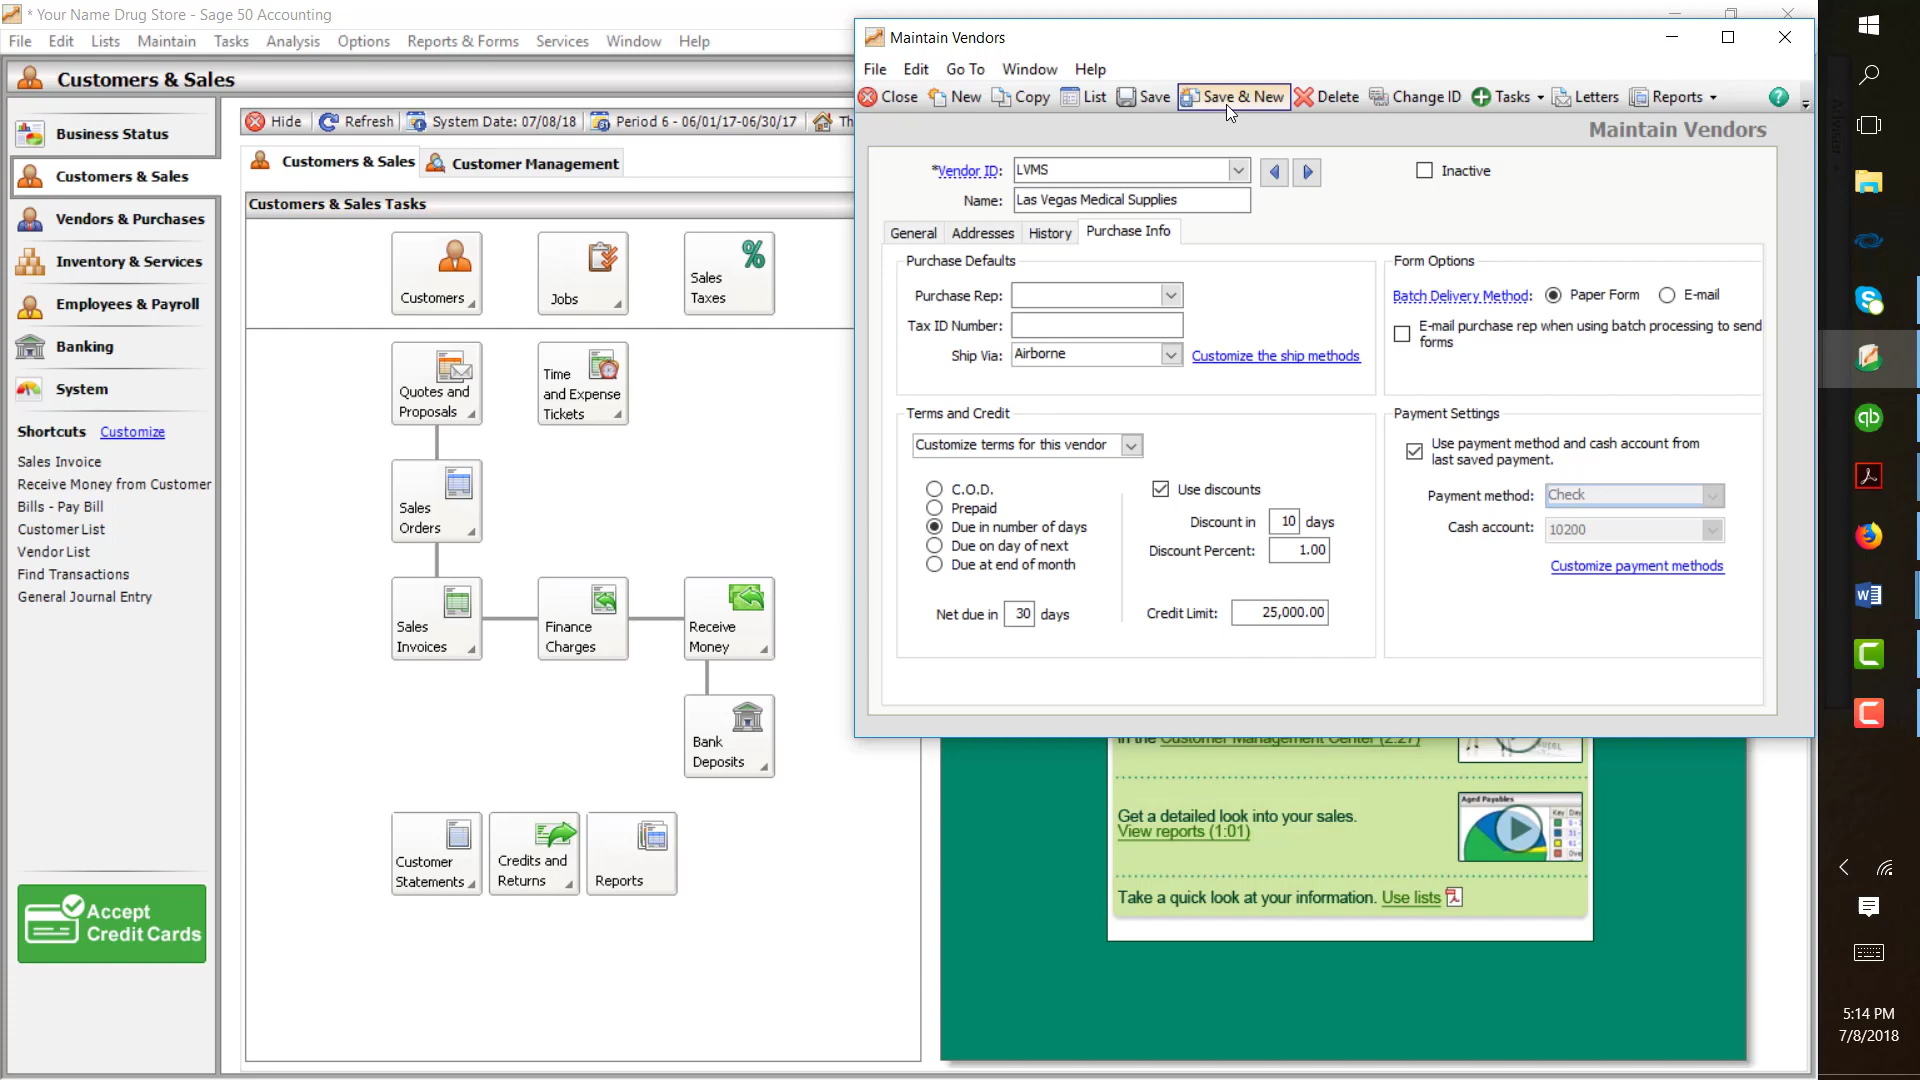 * Your Name Drug Store - Sage 50 Accounting
File Edit Lists Maintain Tasks Analysis Options Reports & Forms Services Window Help
Customers & Sales
Business Status
Customers & Sales
Vendors & Purchases
Inventory & Services
Employees & Payroll
Banking
System
Shortcuts Customize
Sales Invoice
Receive Money from Customer
Bills - Pay Bill
Customer List
Vendor List
Find Transactions
General Journal Entry
Accept
Credit Cards
Hide Refresh System Date: 07/08/18 Period 6 - 06/01/17-06/30/17 Th
Customers & Sales Customer Management
Customers & Sales Tasks
Customers
Jobs
Sales
Taxes
%
Quotes and
Proposals
Time
and Expense
Tickets
Sales
Orders
Sales
Invoices
Finance
Charges
Receive
Money
Bank
Deposits
Customer
Statements
Credits and
Returns
Reports
Maintain Vendors
File Edit Go To Window Help
Close New Copy List Save Save & New Delete Change ID Tasks Letters Reports ?
Maintain Vendors
*Vendor ID: LVMS
Inactive
Name: Las Vegas Medical Supplies
General Addresses History Purchase Info
Purchase Defaults
Purchase Rep:
Tax ID Number:
Ship Via: Airborne Customize the ship methods
Form Options
Batch Delivery Method: Paper Form E-mail
E-mail purchase rep when using batch processing to send
forms
Terms and Credit
Customize terms for this vendor
C.O.D.
Prepaid
Due in number of days
Due on day of next
Due at end of month
Net due in 30 days
Use discounts
Discount in 10 days
Discount Percent: 1.00
Credit Limit: 25,000.00
Payment Settings
Use payment method and cash account from
last saved payment.
Payment method: Check
Cash account: 10200
Customize payment methods
in the Customer Management Center (2:27)
Get a detailed look into your sales.
View reports (1:01)
Aged Payables
Take a quick look at your information. Use lists
5:14 PM
7/8/2018